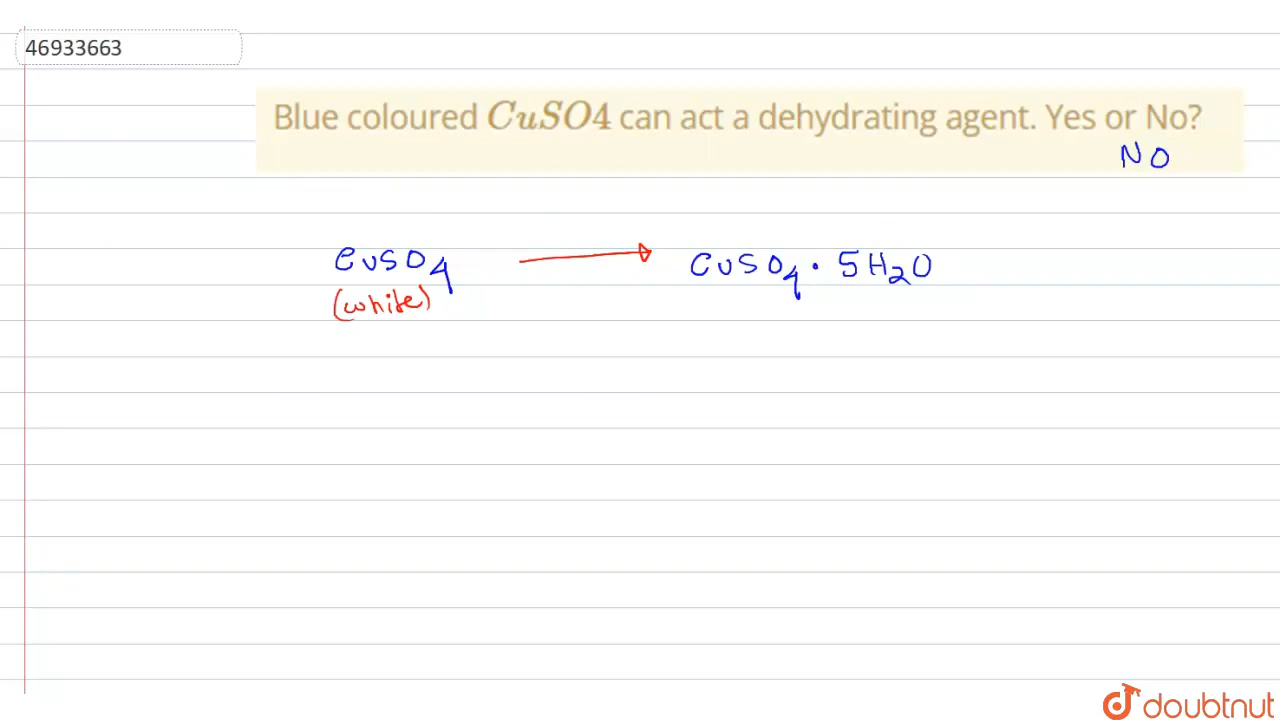 46933663
Blue coloured CuSO4 can act a dehydrating agent. Yes or No?
NO
CuSO4 → CuSO4 · 5H2O
(white)
doubtnut